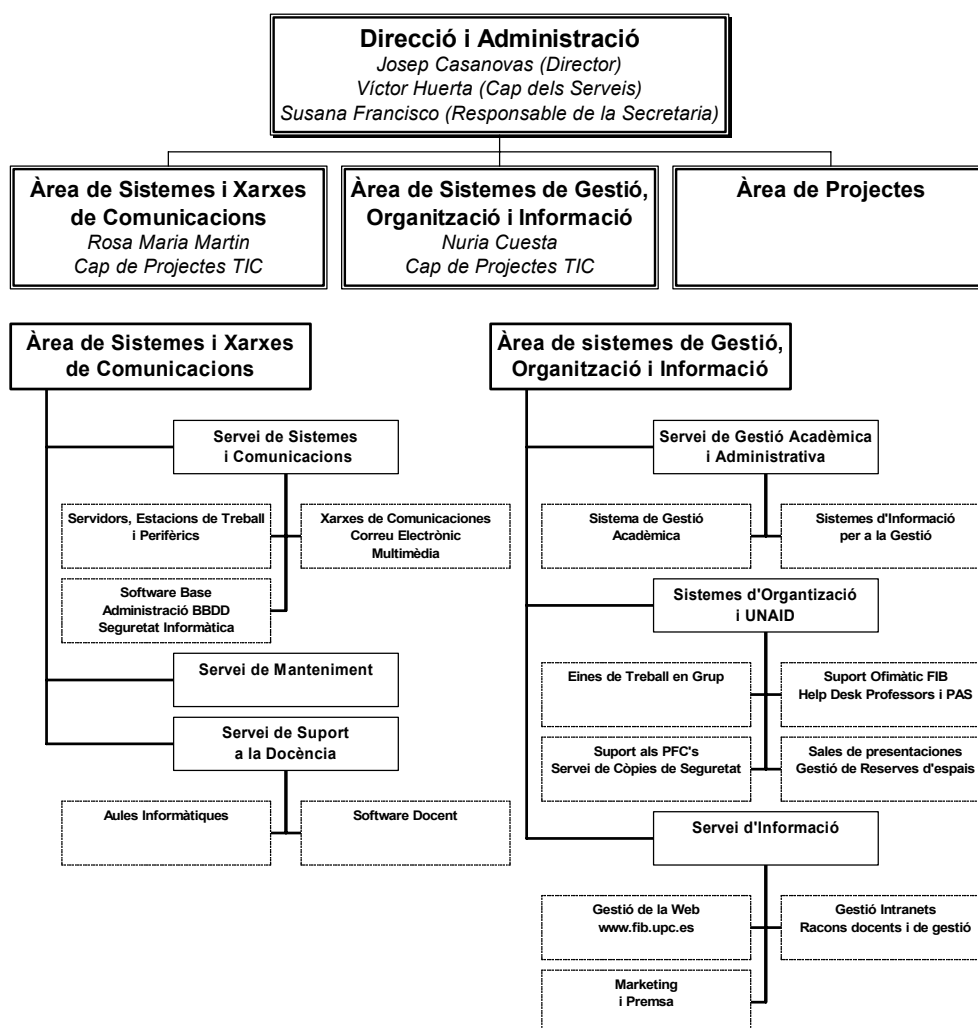 Direcció i Administració
Josep Casanovas (Director)
Víctor Huerta (Cap dels Serveis)
Susana Francisco (Responsable de la Secretaria)
Àrea de Sistemes i Xarxes
de Comunicacions
Rosa Maria Martin
Cap de Projectes TIC
Àrea de Sistemes de Gestió,
Organització i Informació
Nuria Cuesta
Cap de Projectes TIC
Àrea de Projectes
Àrea de Sistemes i Xarxes
de Comunicacions
Servei de Sistemes
i Comunicacions
Servidors, Estacions de Treball
i Perifèrics
Xarxes de Comunicaciones
Correu Electrònic
Multimèdia
Software Base
Administració BBDD
Seguretat Informàtica
Servei de Manteniment
Servei de Suport
a la Docència
Aules Informàtiques
Software Docent
Àrea de sistemes de Gestió,
Organització i Informació
Servei de Gestió Acadèmica
i Administrativa
Sistema de Gestió
Acadèmica
Sistemes d'Informació
per a la Gestió
Sistemes d'Organtizació
i UNAID
Eines de Treball en Grup
Suport Ofimàtic FIB
Help Desk Professors i PAS
Suport als PFC's
Servei de Còpies de Seguretat
Sales de presentaciones
Gestió de Reserves d'espais
Servei d'Informació
Gestió de la Web
www.fib.upc.es
Gestió Intranets
Racons docents i de gestió
Marketing
i Premsa